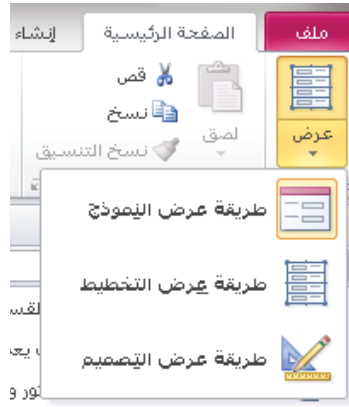 ملف الصفحة الرئيسية إنشاء
عرض
لصق
قص
نسخ
نسخ التنسيق
طريقة عرض النموذج
طريقة عرض التخطيط
طريقة عرض التصميم